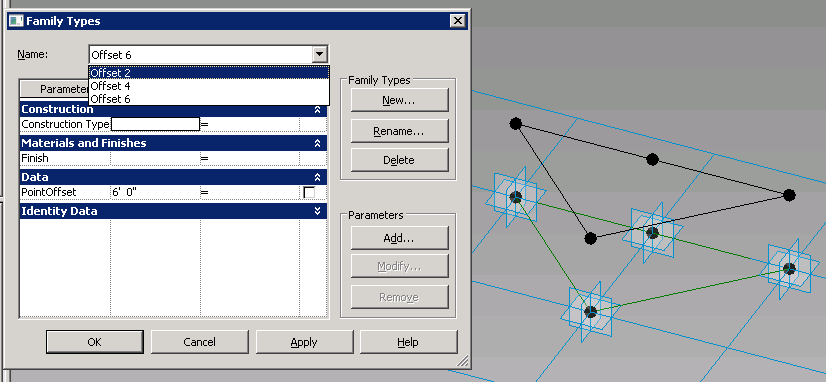 Family Types
Name: Offset 6
Offset 2
Offset 4
Offset 6
Parameter
Family Types
New...
Rename...
Delete
Construction
Construction Type =
Materials and Finishes
Finish =
Data
PointOffset 6' 0" =
Identity Data
Parameters
Add...
Modify...
Remove
OK Cancel Apply Help